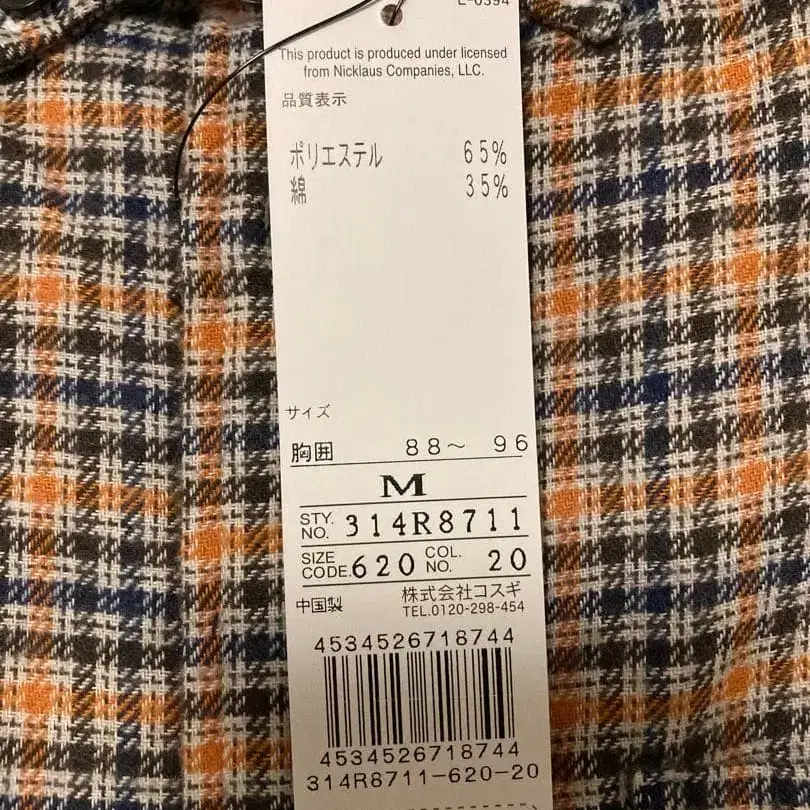 E-0394
This product is produced under licensed
from Nicklaus Companies, LLC.
品質表示
ポリエステル 65%
綿 35%
サイズ
胸囲 88~ 96
M
STY. NO. 314R8711
SIZE CODE. 620 COL. NO. 20
中国製 株式会社コスギ
TEL.0120-298-454
4534526718744
4534526718744
314R8711-620-20